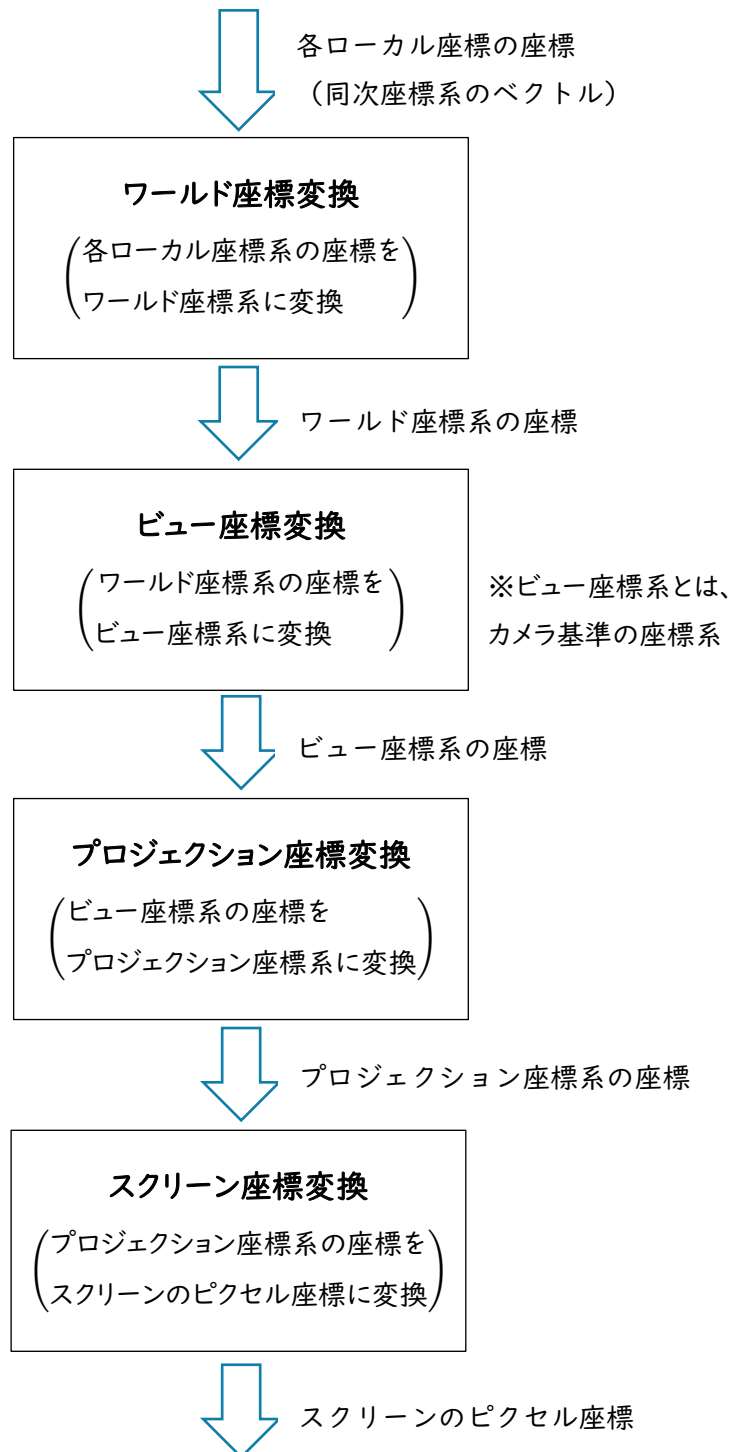 各ローカル座標の座標
（同次座標系のベクトル）
ワールド座標変換
各ローカル座標系の座標を
ワールド座標系に変換
ワールド座標系の座標
ビュー座標変換
ワールド座標系の座標を
ビュー座標系に変換
※ビュー座標系とは、
カメラ基準の座標系
ビュー座標系の座標
プロジェクション座標変換
ビュー座標系の座標を
プロジェクション座標系に変換
プロジェクション座標系の座標
スクリーン座標変換
プロジェクション座標系の座標を
スクリーンのピクセル座標に変換
スクリーンのピクセル座標